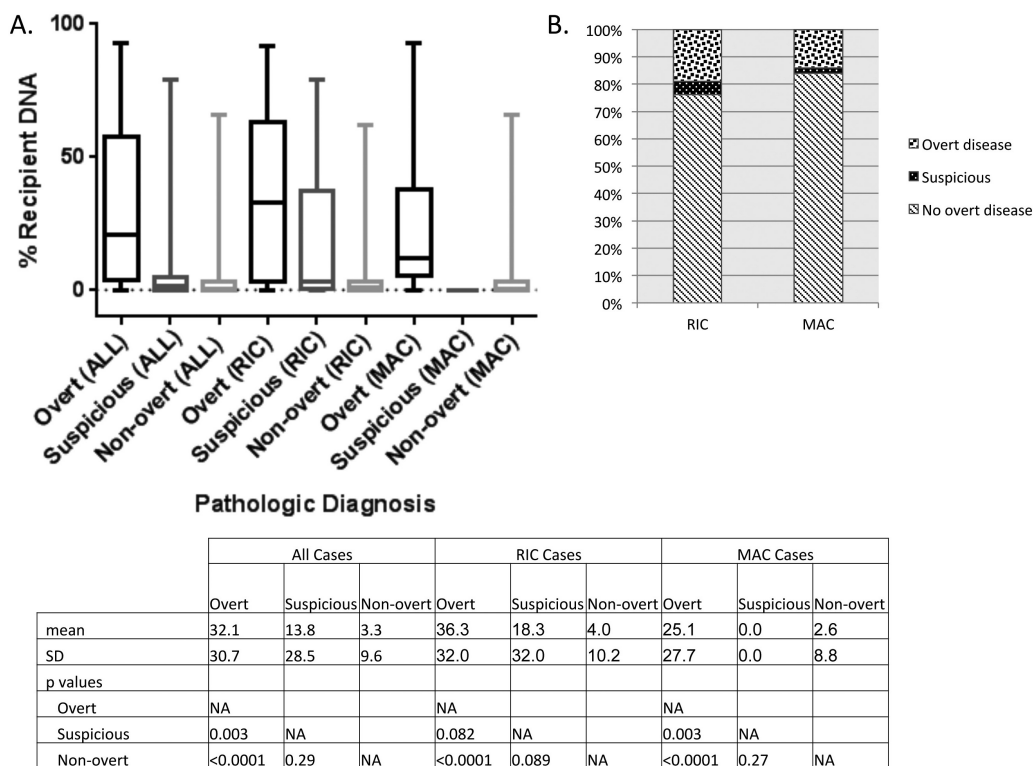 A.
100
50
0
% Recipient DNA
Overt (ALL)
Suspicious (ALL)
Non-overt (ALL)
Overt (RIC)
Suspicious (RIC)
Non-overt (RIC)
Overt (MAC)
Suspicious (MAC)
Non-overt (MAC)
Pathologic Diagnosis
B.
100%
90%
80%
70%
60%
50%
40%
30%
20%
10%
0%
RIC MAC
Overt disease
Suspicious
No overt disease
All Cases RIC Cases MAC Cases
Overt Suspicious Non-overt Overt Suspicious Non-overt Overt Suspicious Non-overt
mean 32.1 13.8 3.3 36.3 18.3 4.0 25.1 0.0 2.6
SD 30.7 28.5 9.6 32.0 32.0 10.2 27.7 0.0 8.8
p values
Overt NA NA NA
Suspicious 0.003 NA 0.082 NA 0.003 NA
Non-overt <0.0001 0.29 NA <0.0001 0.089 NA <0.0001 0.27 NA